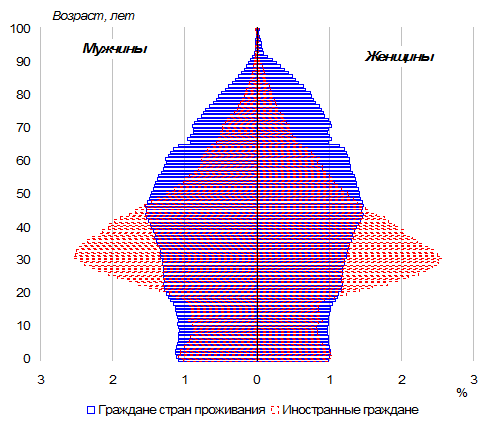 Возраст, лет
Мужчины
Женщины
100
90
80
70
60
50
40
30
20
10
0
3 2 1 0 1 2 3
%
Граждане стран проживания Иностранные граждане